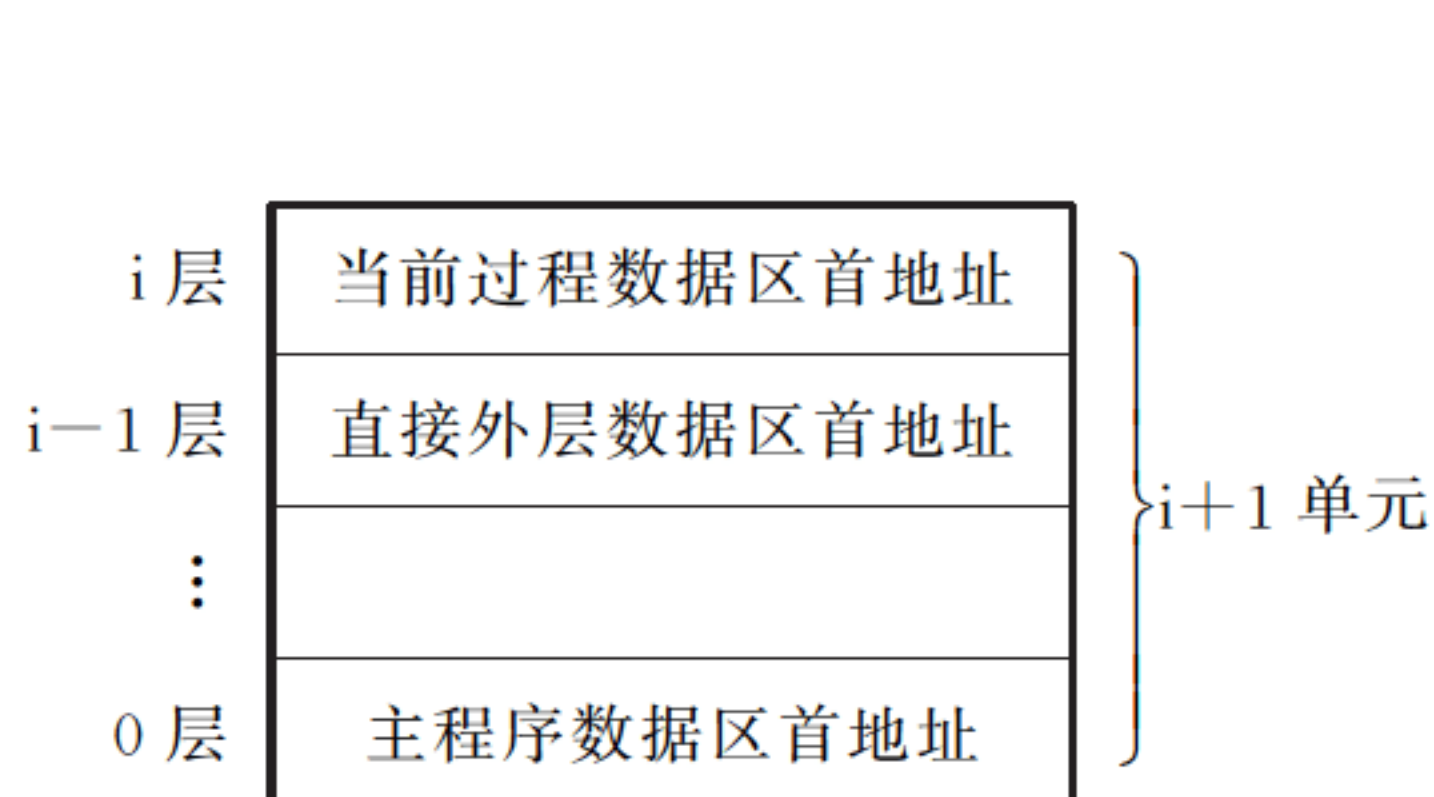 i 层 当前过程数据区首地址
i－1 层 直接外层数据区首地址
i＋1 单元
⋮
0 层 主程序数据区首地址